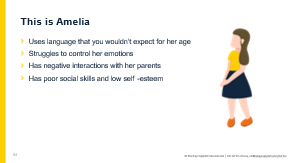 This is Amelia
Uses language that you wouldn't expect for her age
Struggles to control her emotions
Has negative interactions with her parents
Has poor social skills and low self -esteem